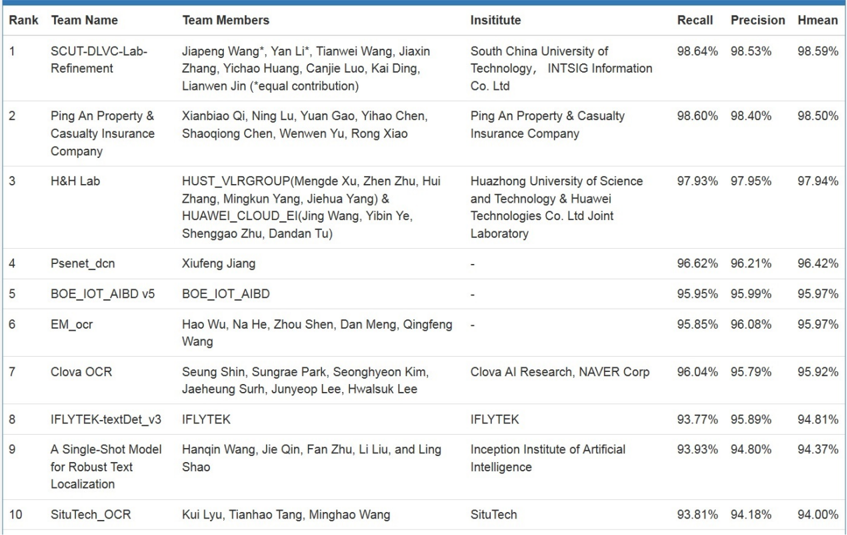 Rank Team Name Team Members Insititute Recall Precision Hmean
1 SCUT-DLVC-Lab- Jiapeng Wang*, Yan Li*, Tianwei Wang, Jiaxin South China University of 98.64% 98.53% 98.59%
Refinement Zhang, Yichao Huang, Canjie Luo, Kai Ding, Technology， INTSIG Information
Lianwen Jin (*equal contribution) Co. Ltd
2 Ping An Property & Xianbiao Qi, Ning Lu, Yuan Gao, Yihao Chen, Ping An Property & Casualty 98.60% 98.40% 98.50%
Casualty Insurance Shaoqiong Chen, Wenwen Yu, Rong Xiao Insurance Company
Company
3 H&H Lab HUST_VLRGROUP(Mengde Xu, Zhen Zhu, Hui Huazhong University of Science 97.93% 97.95% 97.94%
Zhang, Mingkun Yang, Jiehua Yang) & and Technology & Huawei
HUAWEI_CLOUD_EI(Jing Wang, Yibin Ye, Technologies Co. Ltd Joint
Shenggao Zhu, Dandan Tu) Laboratory
4 Psenet_dcn Xiufeng Jiang - 96.62% 96.21% 96.42%
5 BOE_IOT_AIBD v5 BOE_IOT_AIBD - 95.95% 95.99% 95.97%
6 EM_ocr Hao Wu, Na He, Zhou Shen, Dan Meng, Qingfeng - 95.85% 96.08% 95.97%
Wang
7 Clova OCR Seung Shin, Sungrae Park, Seonghyeon Kim, Clova AI Research, NAVER Corp 96.04% 95.79% 95.92%
Jaeheung Surh, Junyeop Lee, Hwalsuk Lee
8 IFLYTEK-textDet_v3 IFLYTEK IFLYTEK 93.77% 95.89% 94.81%
9 A Single-Shot Model Hanqin Wang, Jie Qin, Fan Zhu, Li Liu, and Ling Inception Institute of Artificial 93.93% 94.80% 94.37%
for Robust Text Shao Intelligence
Localization
10 SituTech_OCR Kui Lyu, Tianhao Tang, Minghao Wang SituTech 93.81% 94.18% 94.00%